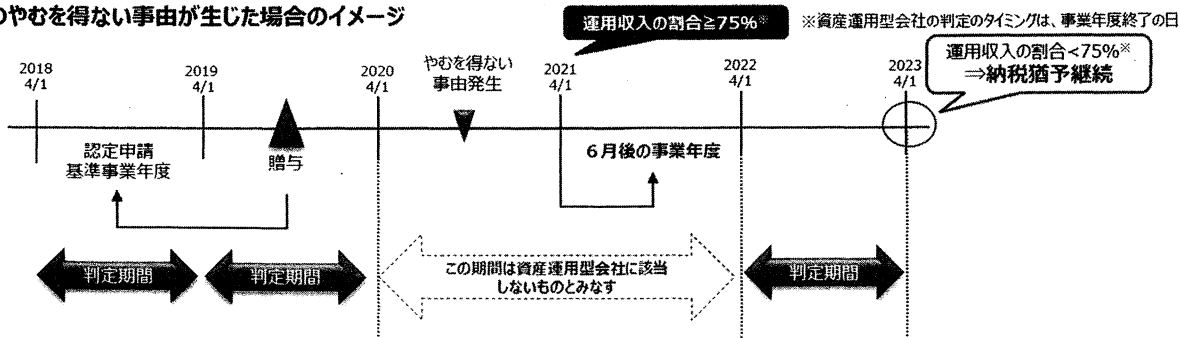 のやむを得ない事由が生じた場合のイメージ
運用収入の割合≧75%※
※資産運用型会社の判定のタイミングは、事業年度終了の日
運用収入の割合<75%※
⇒納税猶予継続
2018
4/1
2019
4/1
2020
4/1
やむを得ない
事由発生
2021
4/1
2022
4/1
2023
4/1
認定申請
基準事業年度
贈与
6月後の事業年度
判定期間
判定期間
この期間は資産運用型会社に該当
しないものとみなす
判定期間